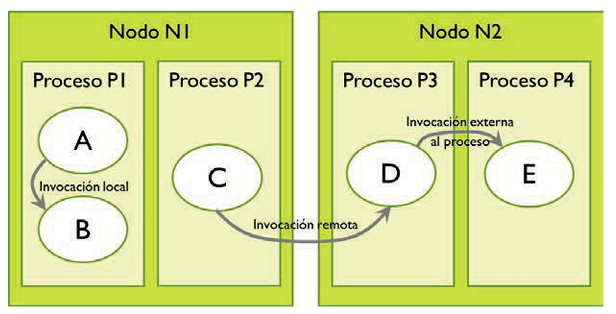 Nodo N1
Nodo N2
Proceso P1
Proceso P2
Proceso P3
Proceso P4
A
Invocación local
B
C
Invocación remota
D
Invocación externa
al proceso
E